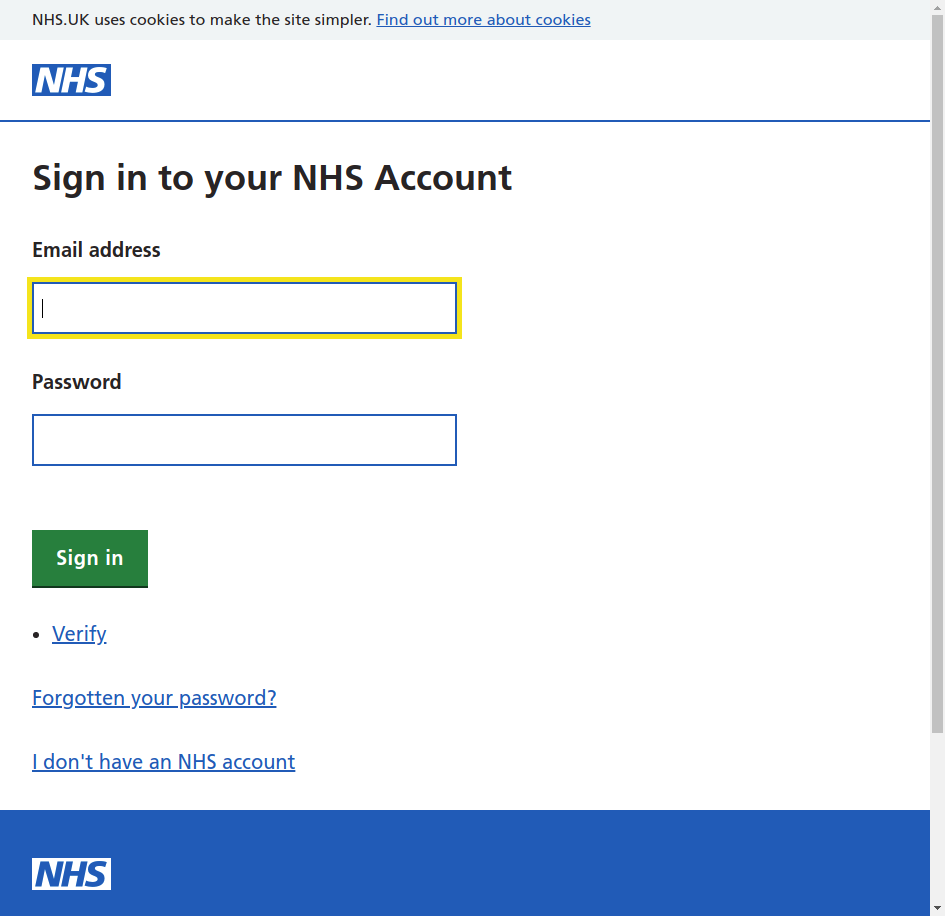 NHS.UK uses cookies to make the site simpler. Find out more about cookies
NHS
Sign in to your NHS Account
Email address
Password
Sign in
Verify
Forgotten your password?
I don't have an NHS account
NHS